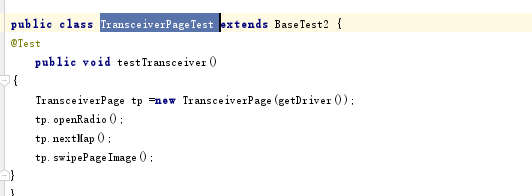 public class TransceiverPageTest extends BaseTest2 {
@Test
public void testTransceiver()
{
TransceiverPage tp =new TransceiverPage(getDriver());
tp.openRadio();
tp.nextMap();
tp.swipePageImage();
}
}